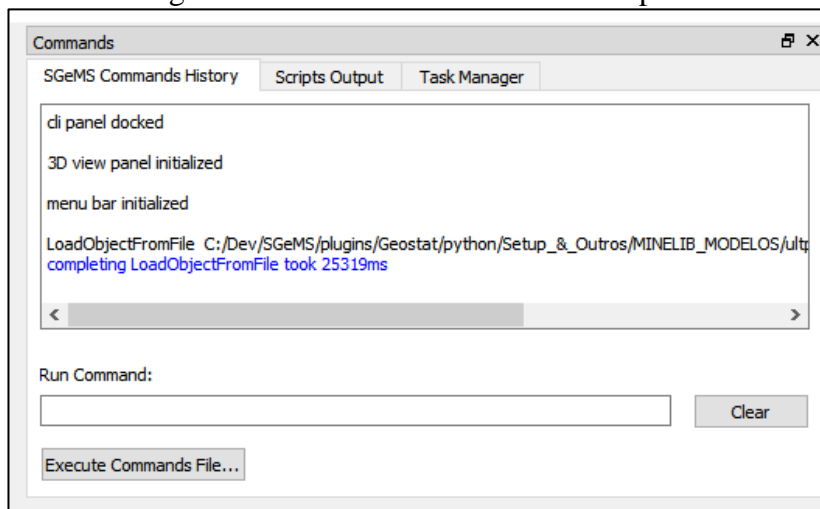 Commands
SGeMS Commands History Scripts Output Task Manager
cli panel docked
3D view panel initialized
menu bar initialized
LoadObjectFromFile C:/Dev/SGeMS/plugins/Geostat/python/Setup_&_Outros/MINELIB_MODELOS/ultp
completing LoadObjectFromFile took 25319ms
Run Command:
Clear
Execute Commands File...